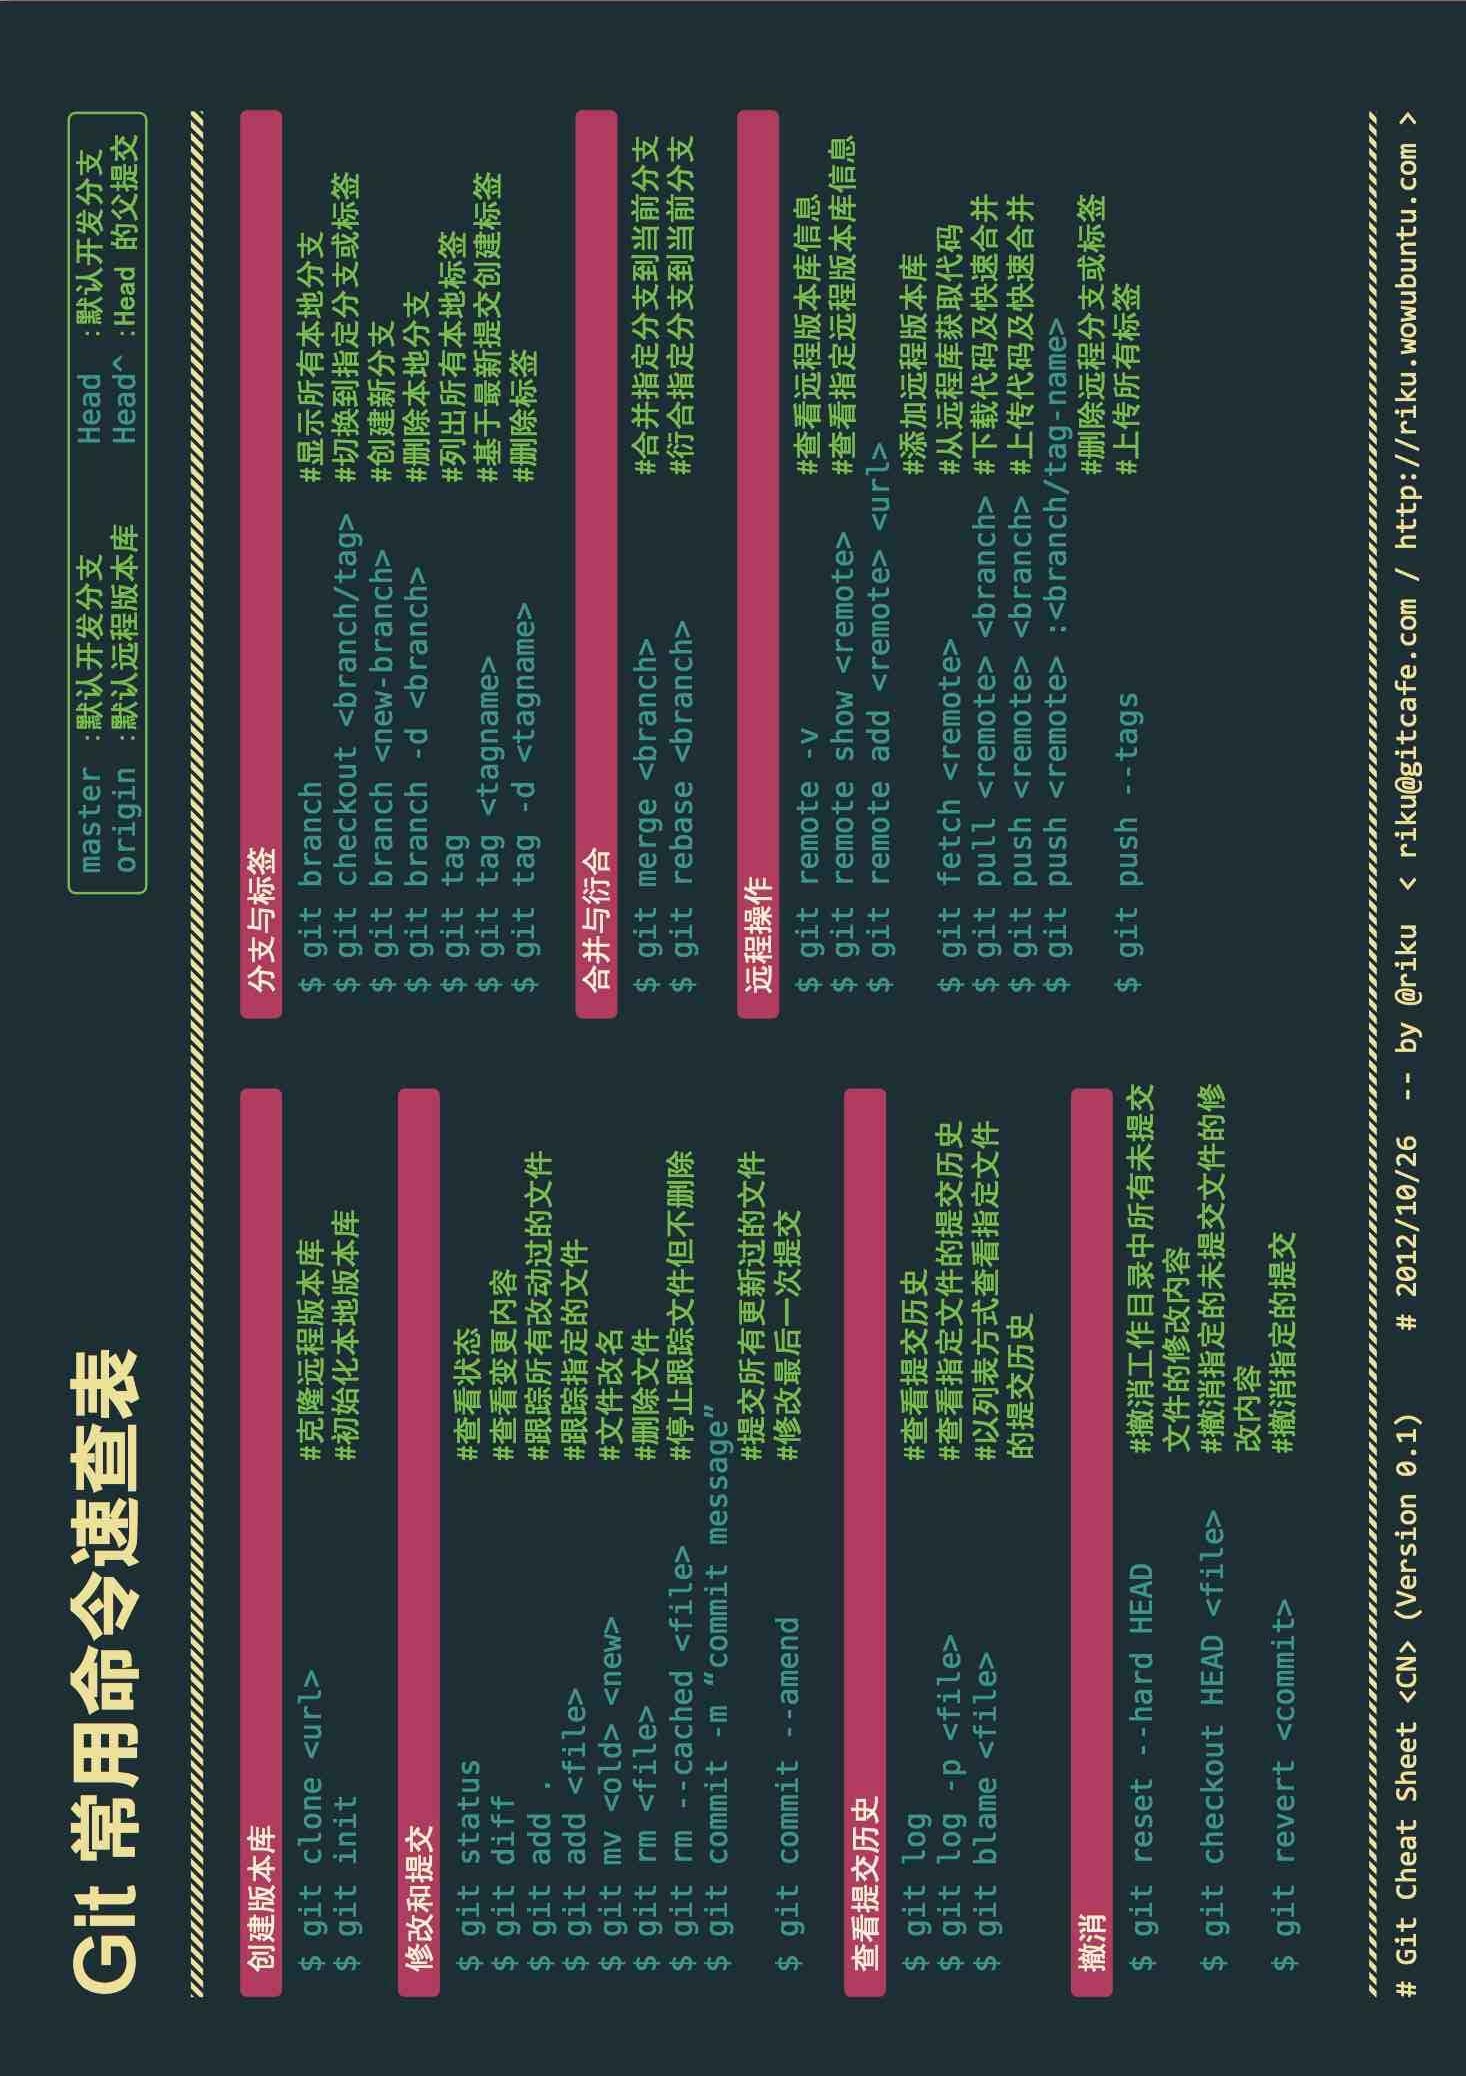 Git 常用命令速查表
master :默认开发分支 Head :默认开发分支
origin :默认远程版本库 Head^ :Head 的父提交
创建版本库
$ git clone <url> #克隆远程版本库
$ git init #初始化本地版本库
修改和提交
$ git status #查看状态
$ git diff #查看变更内容
$ git add . #跟踪所有改动过的文件
$ git add <file> #跟踪指定的文件
$ git mv <old> <new> #文件改名
$ git rm <file> #删除文件
$ git rm --cached <file> #停止跟踪文件但不删除
$ git commit -m “commit message”
#提交所有更新过的文件
$ git commit --amend #修改最后一次提交
查看提交历史
$ git log #查看提交历史
$ git log -p <file> #查看指定文件的提交历史
$ git blame <file> #以列表方式查看指定文件
的提交历史
撤消
$ git reset --hard HEAD #撤消工作目录中所有未提交
文件的修改内容
$ git checkout HEAD <file> #撤消指定的未提交文件的修
改内容
$ git revert <commit> #撤消指定的提交
分支与标签
$ git branch #显示所有本地分支
$ git checkout <branch/tag> #切换到指定分支或标签
$ git branch <new-branch> #创建新分支
$ git branch -d <branch> #删除本地分支
$ git tag #列出所有本地标签
$ git tag <tagname> #基于最新提交创建标签
$ git tag -d <tagname> #删除标签
合并与衍合
$ git merge <branch> #合并指定分支到当前分支
$ git rebase <branch> #衍合指定分支到当前分支
远程操作
$ git remote -v #查看远程版本库信息
$ git remote show <remote> #查看指定远程版本库信息
$ git remote add <remote> <url>
#添加远程版本库
$ git fetch <remote> #从远程库获取代码
$ git pull <remote> <branch> #下载代码及快速合并
$ git push <remote> <branch> #上传代码及快速合并
$ git push <remote> :<branch/tag-name>
#删除远程分支或标签
$ git push --tags #上传所有标签
# Git Cheat Sheet <CN> (Version 0.1) # 2012/10/26 -- by @riku < riku@gitcafe.com / http://riku.wowubuntu.com >